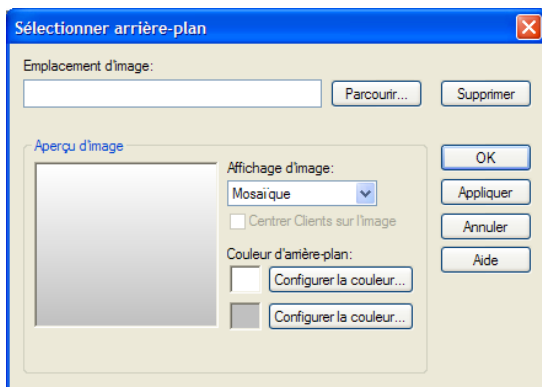 Sélectionner arrière-plan
Emplacement d'image:
Parcourir...
Supprimer
Aperçu d'image
Affichage d'image:
Mosaïque
Centrer Clients sur l'image
Couleur d'arrière-plan:
Configurer la couleur...
Configurer la couleur...
OK
Appliquer
Annuler
Aide